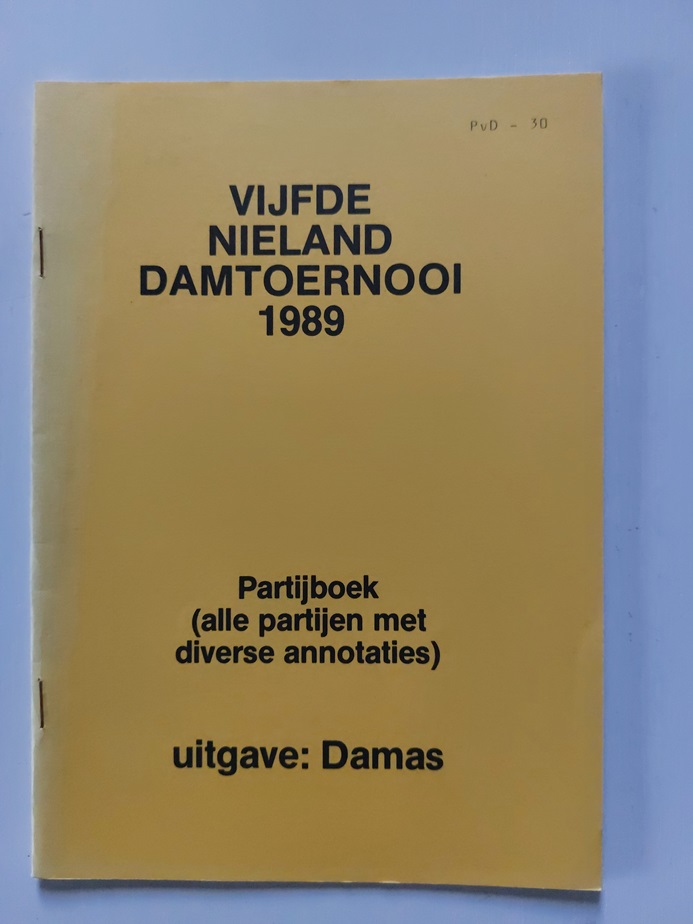 PvD - 30
VIJFDE
NIELAND
DAMTOERNOOI
1989
Partijboek
(alle partijen met
diverse annotaties)
uitgave: Damas